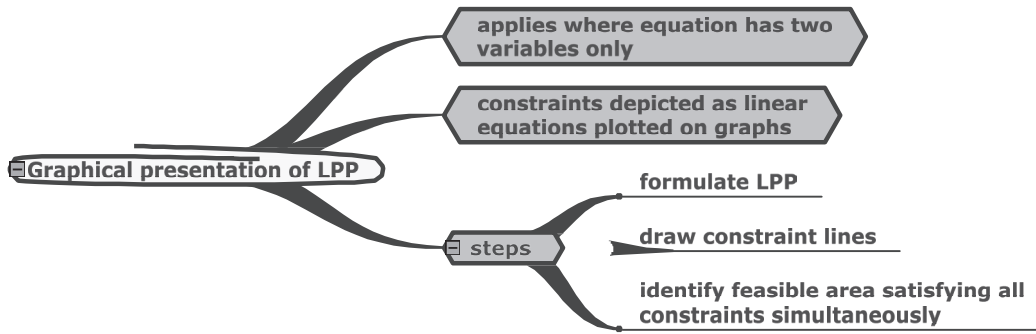 applies where equation has two
variables only
constraints depicted as linear
equations plotted on graphs
Graphical presentation of LPP
formulate LPP
steps
draw constraint lines
identify feasible area satisfying all
constraints simultaneously